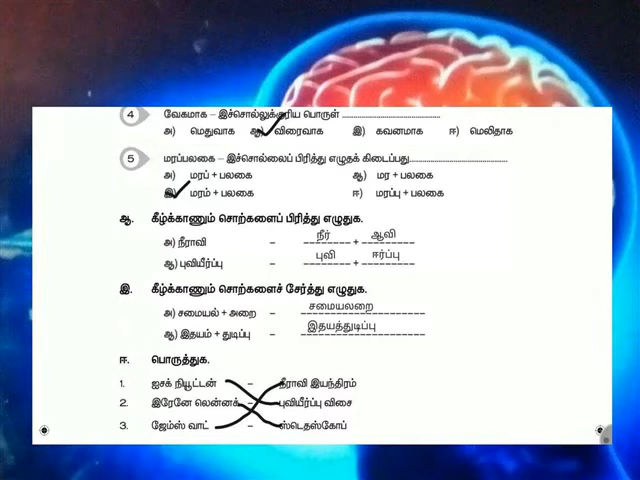 4 வேகமாக – இச்சொல்லுக்குரிய பொருள் ........................................
அ) மெதுவாக ஆ) விரைவாக இ) கவனமாக ஈ) மெலிதாக
5 மரப்பலகை – இச்சொல்லைப் பிரித்து எழுதக் கிடைப்பது........................................
அ) மரப் + பலகை ஆ) மர + பலகை
இ) மரம் + பலகை ஈ) மரப்பு + பலகை
ஆ. கீழ்க்காணும் சொற்களைப் பிரித்து எழுதுக.
அ) நீராவி – நீர் + ஆவி
ஆ) புவியீர்ப்பு – புவி + ஈர்ப்பு
இ. கீழ்க்காணும் சொற்களைச் சேர்த்து எழுதுக.
அ) சமையல் + அறை – சமையலறை
ஆ) இதயம் + துடிப்பு – இதயத்துடிப்பு
ஈ. பொருத்துக.
1. ஐசக் நியூட்டன் – நீராவி இயந்திரம்
2. இரேனே லென்னக் – புவியீர்ப்பு விசை
3. ஜேம்ஸ் வாட் – ஸ்டெதஸ்கோப்